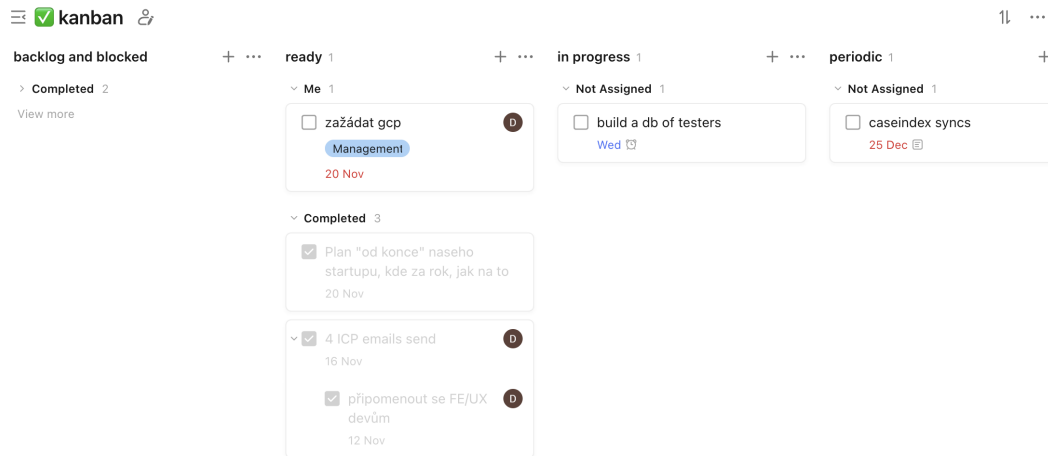 ✅ kanban
backlog and blocked
Completed 2
View more
ready 1
Me 1
zažádat gcp
D
Management
20 Nov
Completed 3
Plan "od konce" naseho
startupu, kde za rok, jak na to
20 Nov
4 ICP emails send
D
16 Nov
připomenout se FE/UX
devům
D
12 Nov
in progress 1
Not Assigned 1
build a db of testers
Wed
periodic 1
Not Assigned 1
caseindex syncs
25 Dec